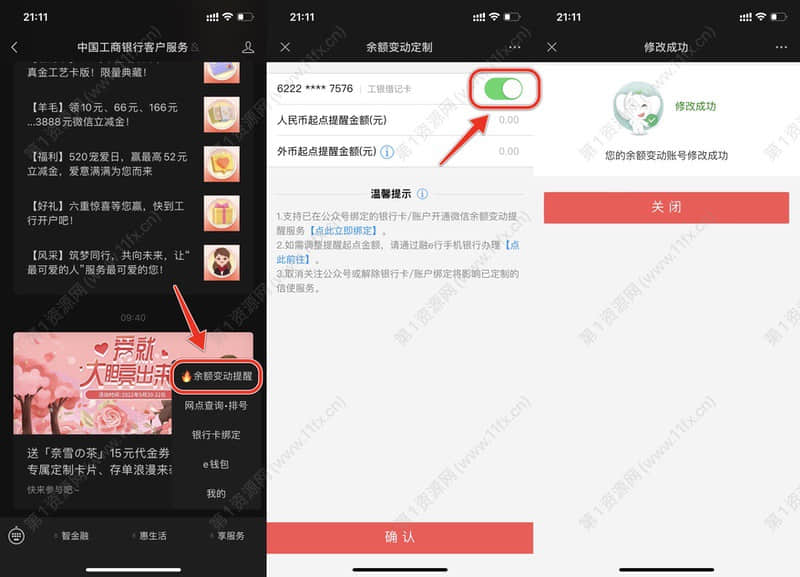 21:11
中国工商银行客户服务
真金工艺卡版！限量典藏！
【羊毛】领10元、66元、166元
...3888元微信立减金！
【福利】520宠爱日，赢最高52元
立减金，爱意满满为您而来
【好礼】六重惊喜等您赢，快到工
行开户吧！
【风采】筑梦同行，共向未来，让“
最可爱的人”服务最可爱的您！
09:40
爱就
大胆亮出来
活动时间：2022年5月20-22日
送「奈雪の茶」15元代金券
专属定制卡片、存单浪漫来
快来参与吧~
余额变动提醒
网点查询·排号
银行卡绑定
e钱包
我的
智金融
惠生活
享服务
21:11
余额变动定制
6222 **** 7576 | 工银借记卡
人民币起点提醒金额(元) 0.00
外币起点提醒金额(元) 0.00
温馨提示
1.支持已在公众号绑定的银行卡/账户开通微信余额变动提
醒服务【点此立即绑定】。
2.如需调整提醒起点金额，请通过融e行手机银行办理【点
此前往】。
3.取消关注公众号或解除银行卡/账户绑定将影响已定制的
信使服务。
确认
21:11
修改成功
修改成功
您的余额变动账号修改成功
关闭
第1资源网 (www.11fx.cn)